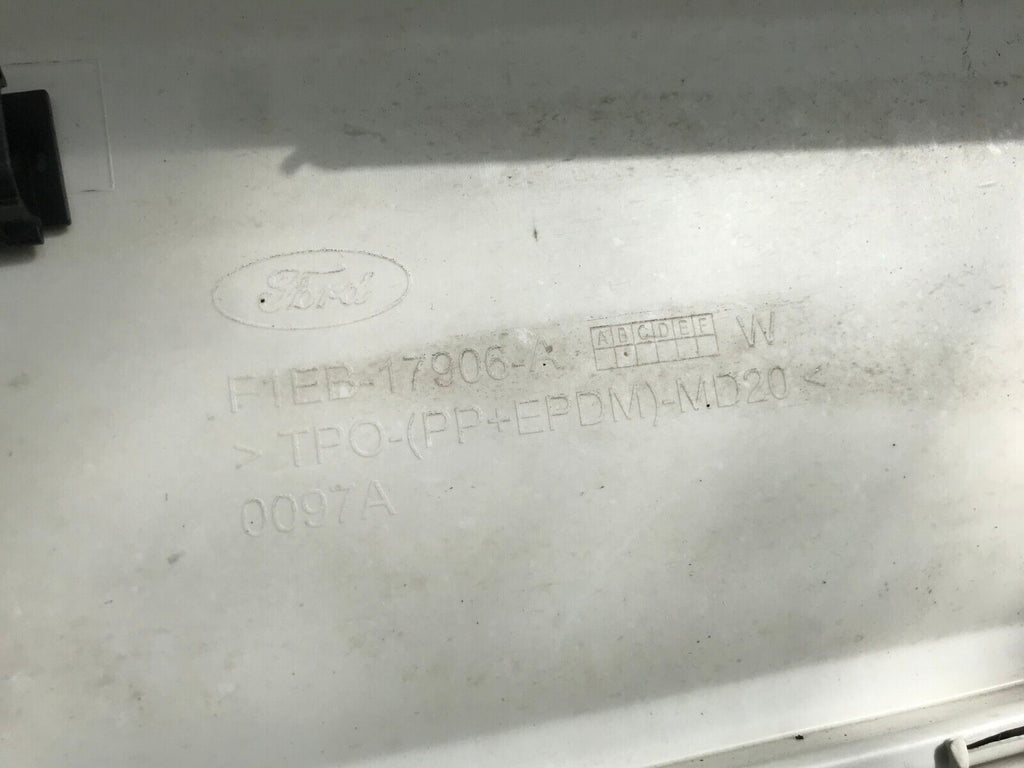 Ford
F1EB-17906-A A B C D E F W
> TPO-(PP+EPDM)-MD20 <
0097A